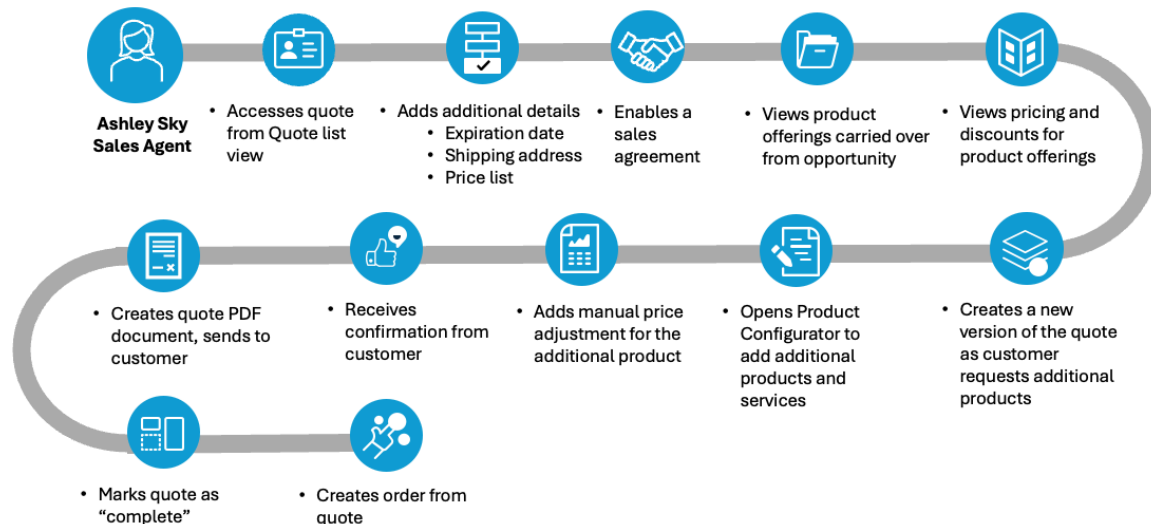 Ashley Sky
Sales Agent
• Accesses quote
from Quote list
view
• Adds additional details
• Expiration date
• Shipping address
• Price list
• Enables a
sales
agreement
• Views product
offerings carried over
from opportunity
• Views pricing and
discounts for
product offerings
• Creates a new
version of the quote
as customer
requests additional
products
• Opens Product
Configurator to
add additional
products and
services
• Adds manual price
adjustment for the
additional product
• Receives
confirmation from
customer
• Creates quote PDF
document, sends to
customer
• Marks quote as
“complete”
• Creates order from
quote